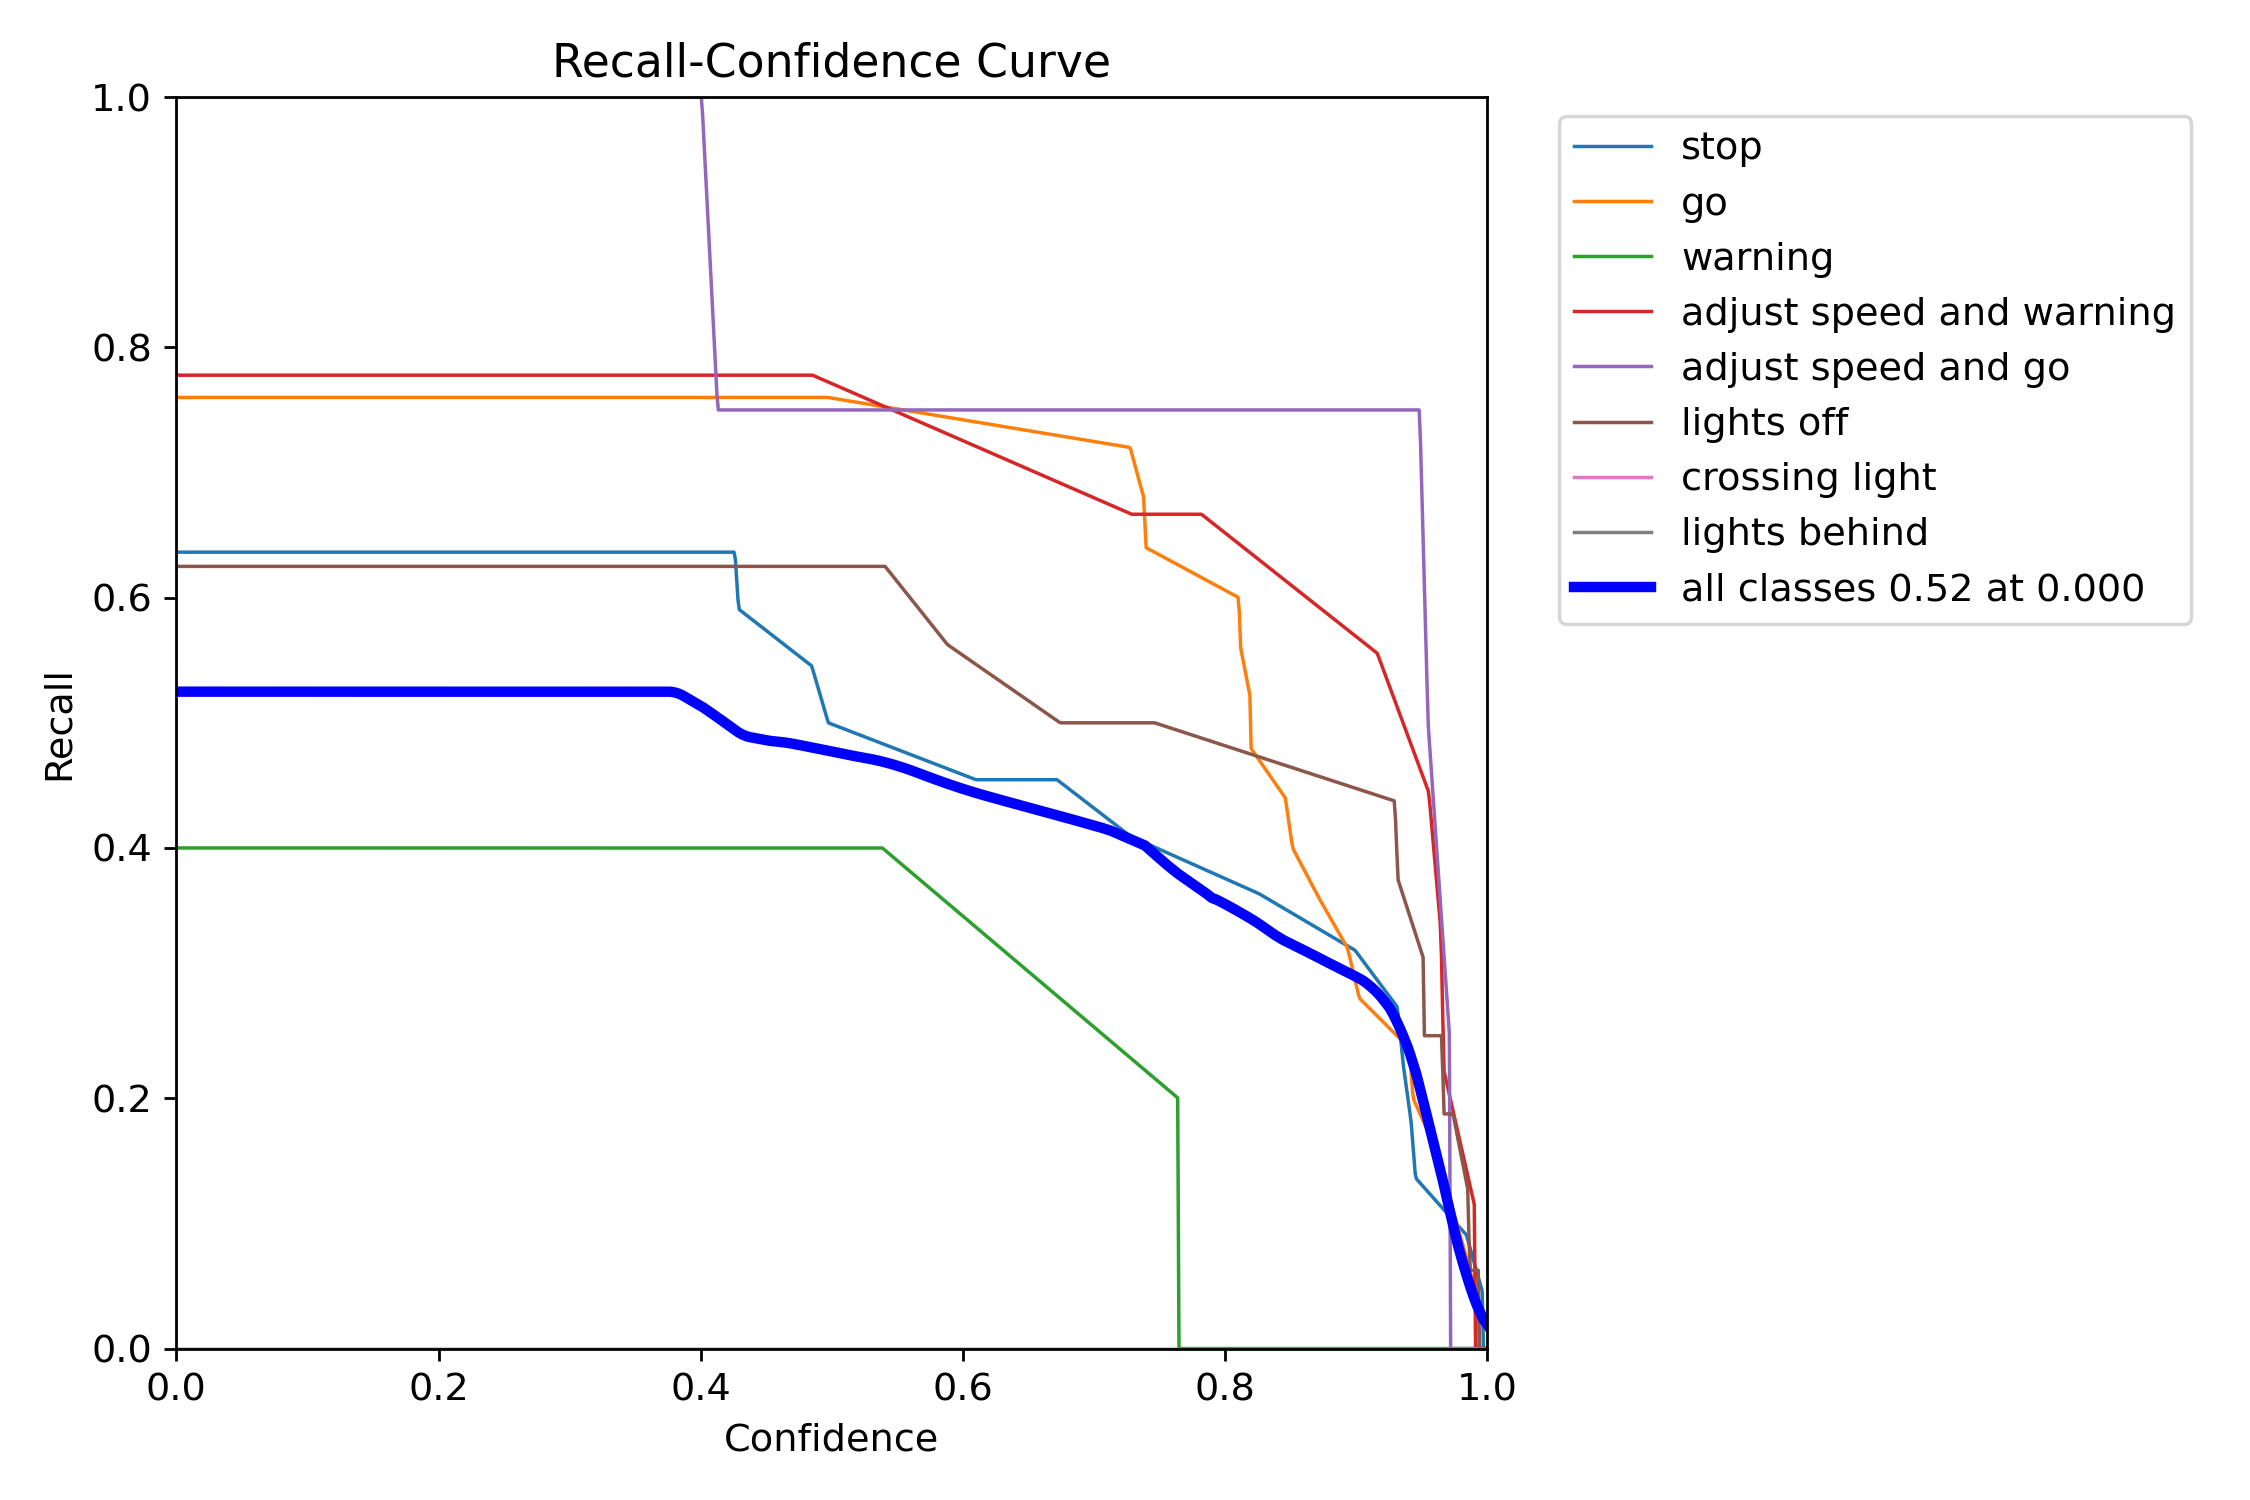 Recall-Confidence Curve
1.0
0.8
0.6
0.4
0.2
0.0
Recall
0.0 0.2 0.4 0.6 0.8 1.0
Confidence
stop
go
warning
adjust speed and warning
adjust speed and go
lights off
crossing light
lights behind
all classes 0.52 at 0.000